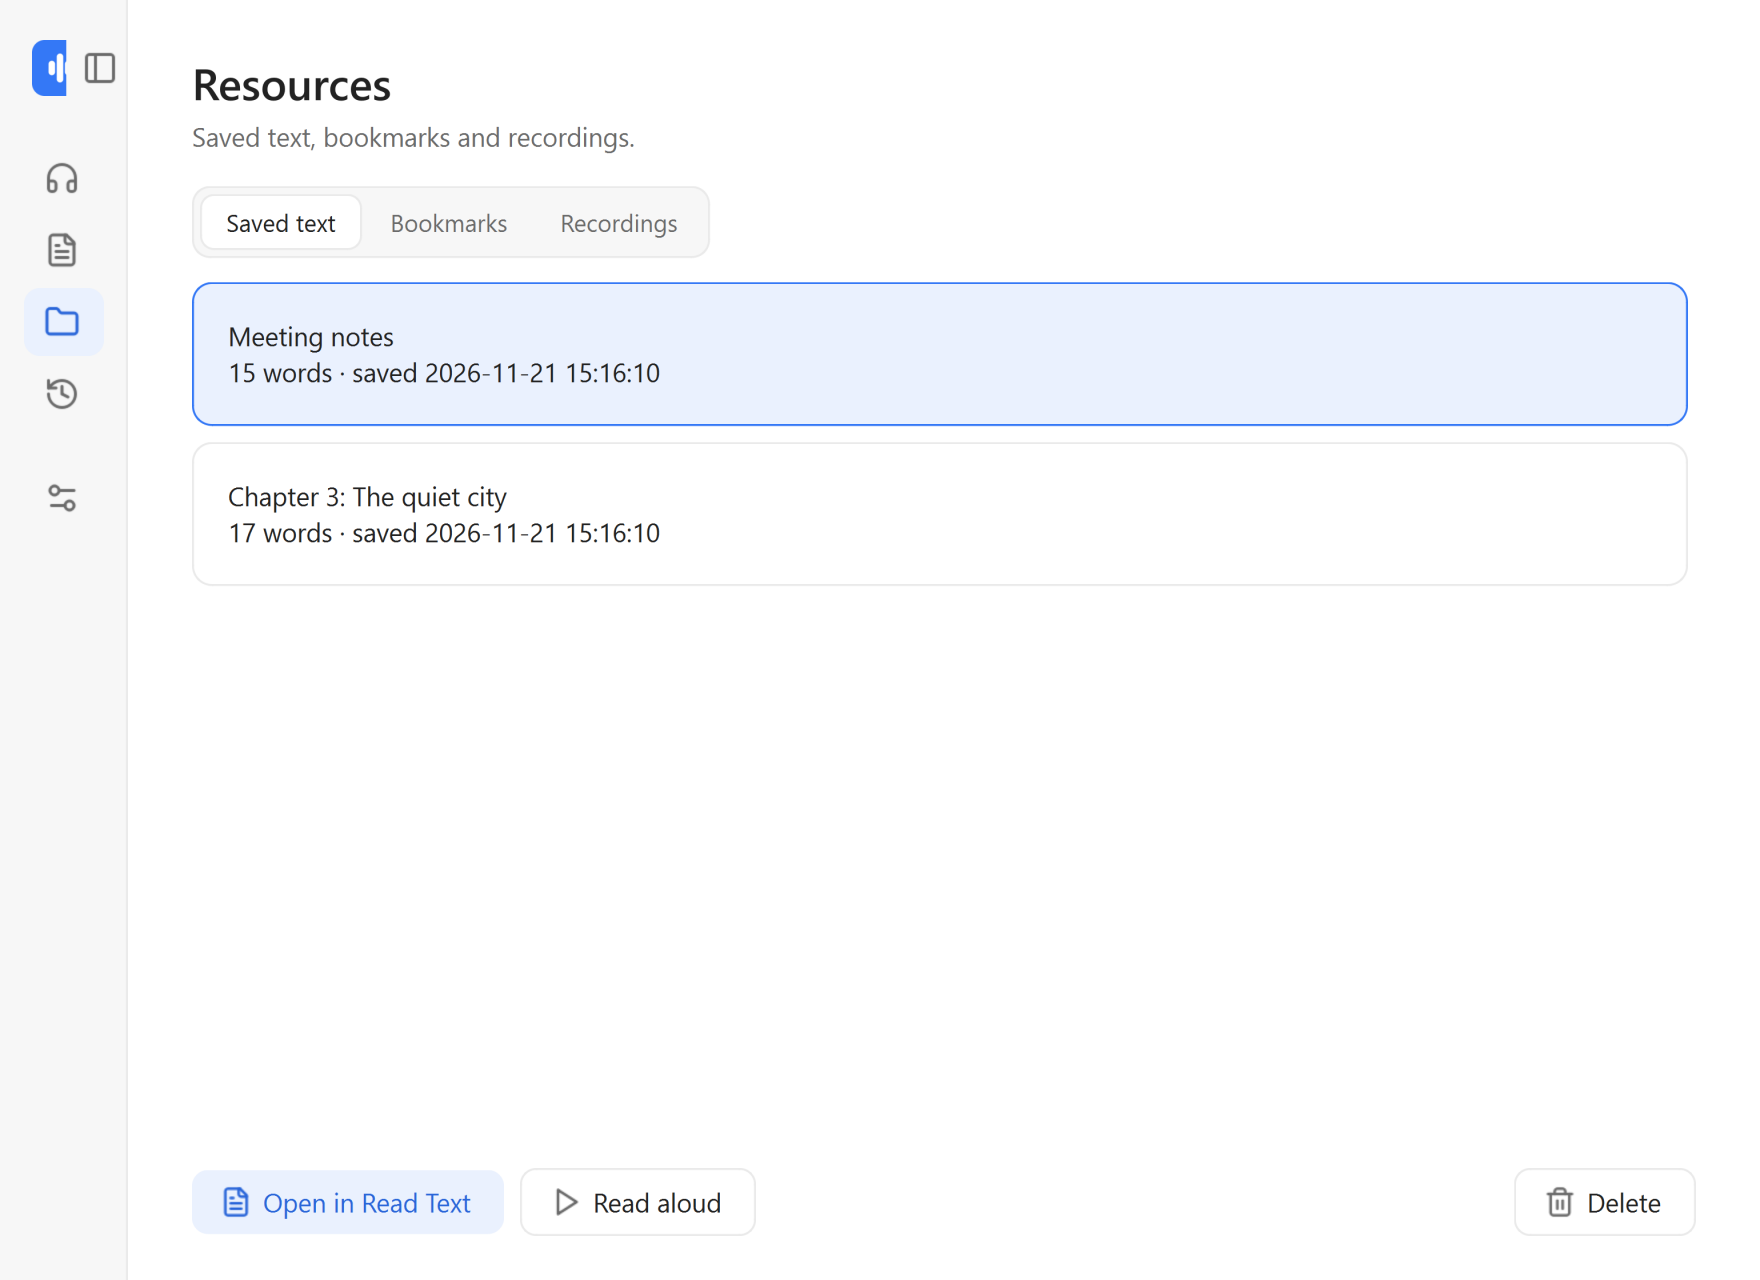 Resources
Saved text, bookmarks and recordings.
Saved text
Bookmarks
Recordings
Meeting notes
15 words · saved 2026-11-21 15:16:10
Chapter 3: The quiet city
17 words · saved 2026-11-21 15:16:10
Open in Read Text
Read aloud
Delete